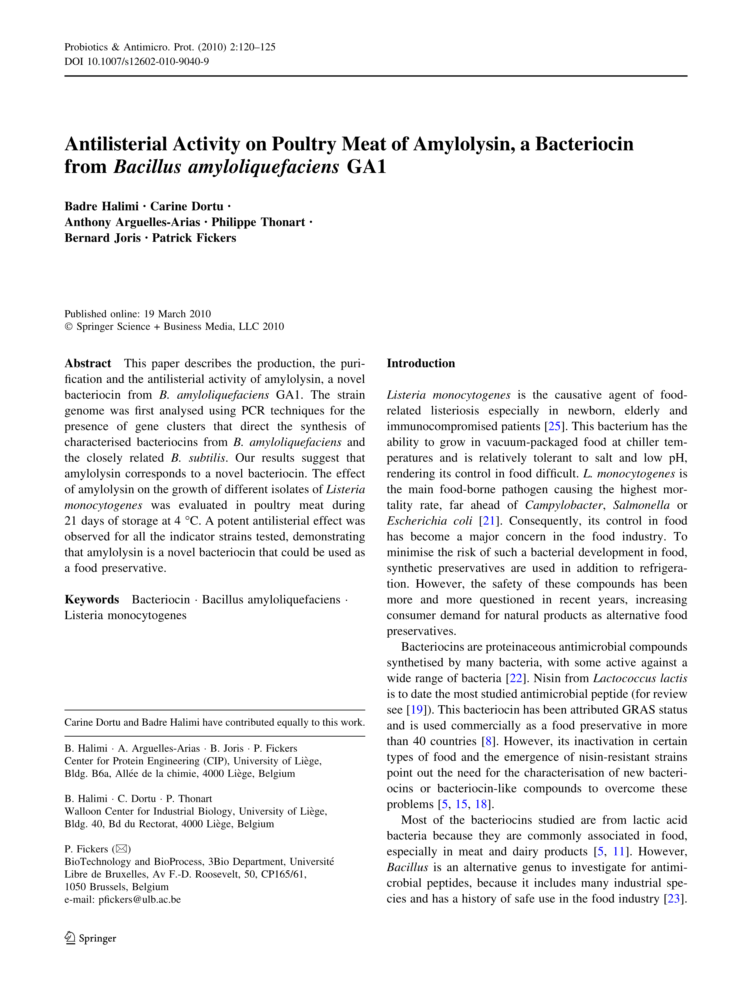 Probiotics & Antimicro. Prot. (2010) 2:120–125
DOI 10.1007/s12602-010-9040-9
Antilisterial Activity on Poultry Meat of Amylolysin, a Bacteriocin
from Bacillus amyloliquefaciens GA1
Badre Halimi · Carine Dortu ·
Anthony Arguelles-Arias · Philippe Thonart ·
Bernard Joris · Patrick Fickers
Published online: 19 March 2010
© Springer Science + Business Media, LLC 2010
Abstract This paper describes the production, the puri-
fication and the antilisterial activity of amylolysin, a novel
bacteriocin from B. amyloliquefaciens GA1. The strain
genome was first analysed using PCR techniques for the
presence of gene clusters that direct the synthesis of
characterised bacteriocins from B. amyloliquefaciens and
the closely related B. subtilis. Our results suggest that
amylolysin corresponds to a novel bacteriocin. The effect
of amylolysin on the growth of different isolates of Listeria
monocytogenes was evaluated in poultry meat during
21 days of storage at 4 °C. A potent antilisterial effect was
observed for all the indicator strains tested, demonstrating
that amylolysin is a novel bacteriocin that could be used as
a food preservative.
Keywords Bacteriocin · Bacillus amyloliquefaciens ·
Listeria monocytogenes
Carine Dortu and Badre Halimi have contributed equally to this work.
B. Halimi · A. Arguelles-Arias · B. Joris · P. Fickers
Center for Protein Engineering (CIP), University of Liège,
Bldg. B6a, Allée de la chimie, 4000 Liège, Belgium
B. Halimi · C. Dortu · P. Thonart
Walloon Center for Industrial Biology, University of Liège,
Bldg. 40, Bd du Rectorat, 4000 Liège, Belgium
P. Fickers (✉)
BioTechnology and BioProcess, 3Bio Department, Université
Libre de Bruxelles, Av F.-D. Roosevelt, 50, CP165/61,
1050 Brussels, Belgium
e-mail: pfickers@ulb.ac.be
Introduction
Listeria monocytogenes is the causative agent of food-
related listeriosis especially in newborn, elderly and
immunocompromised patients [25]. This bacterium has the
ability to grow in vacuum-packaged food at chiller tem-
peratures and is relatively tolerant to salt and low pH,
rendering its control in food difficult. L. monocytogenes is
the main food-borne pathogen causing the highest mor-
tality rate, far ahead of Campylobacter, Salmonella or
Escherichia coli [21]. Consequently, its control in food
has become a major concern in the food industry. To
minimise the risk of such a bacterial development in food,
synthetic preservatives are used in addition to refrigera-
tion. However, the safety of these compounds has been
more and more questioned in recent years, increasing
consumer demand for natural products as alternative food
preservatives.
Bacteriocins are proteinaceous antimicrobial compounds
synthetised by many bacteria, with some active against a
wide range of bacteria [22]. Nisin from Lactococcus lactis
is to date the most studied antimicrobial peptide (for review
see [19]). This bacteriocin has been attributed GRAS status
and is used commercially as a food preservative in more
than 40 countries [8]. However, its inactivation in certain
types of food and the emergence of nisin-resistant strains
point out the need for the characterisation of new bacteri-
ocins or bacteriocin-like compounds to overcome these
problems [5, 15, 18].
Most of the bacteriocins studied are from lactic acid
bacteria because they are commonly associated in food,
especially in meat and dairy products [5, 11]. However,
Bacillus is an alternative genus to investigate for antimi-
crobial peptides, because it includes many industrial spe-
cies and has a history of safe use in the food industry [23].
Springer